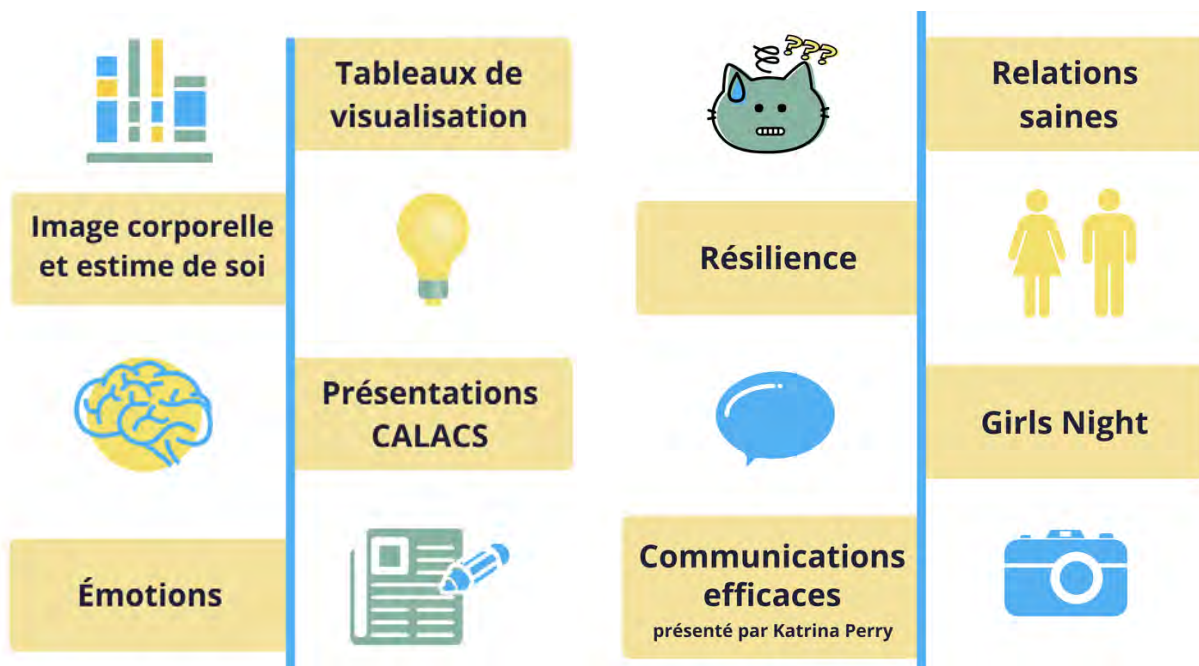 Tableaux de
visualisation
Image corporelle
et estime de soi
Présentations
CALACS
Émotions
???
Relations
saines
Résilience
Girls Night
Communications
efficaces
présenté par Katrina Perry